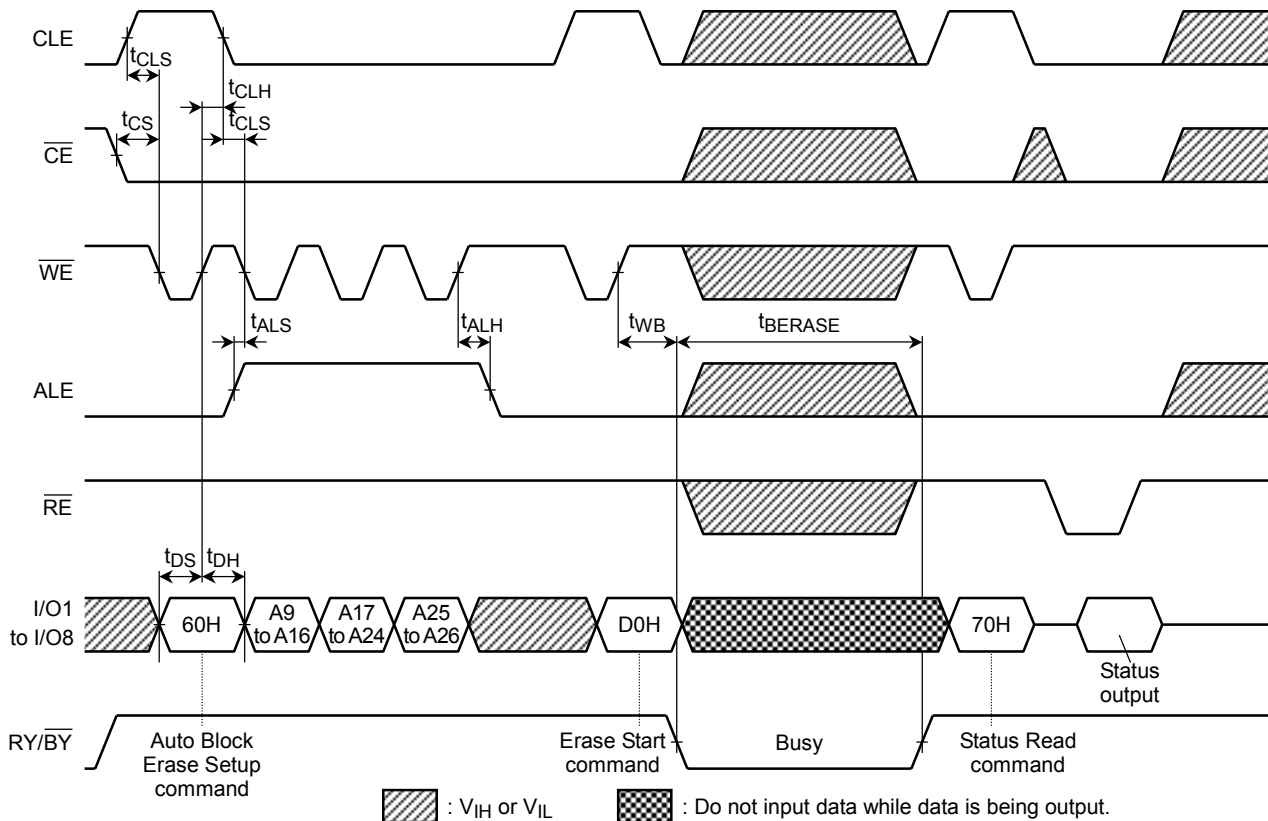 CLE
tCLS
tCLH
tCS
tCLS
CE
WE
tALS
tALH
tWB
tBERASE
ALE
RE
tDS
tDH
I/O1
to I/O8
60H
A9
to A16
A17
to A24
A25
to A26
D0H
70H
Status
output
RY/BY
Auto Block
Erase Setup
command
Erase Start
command
Busy
Status Read
command
: VIH or VIL
: Do not input data while data is being output.